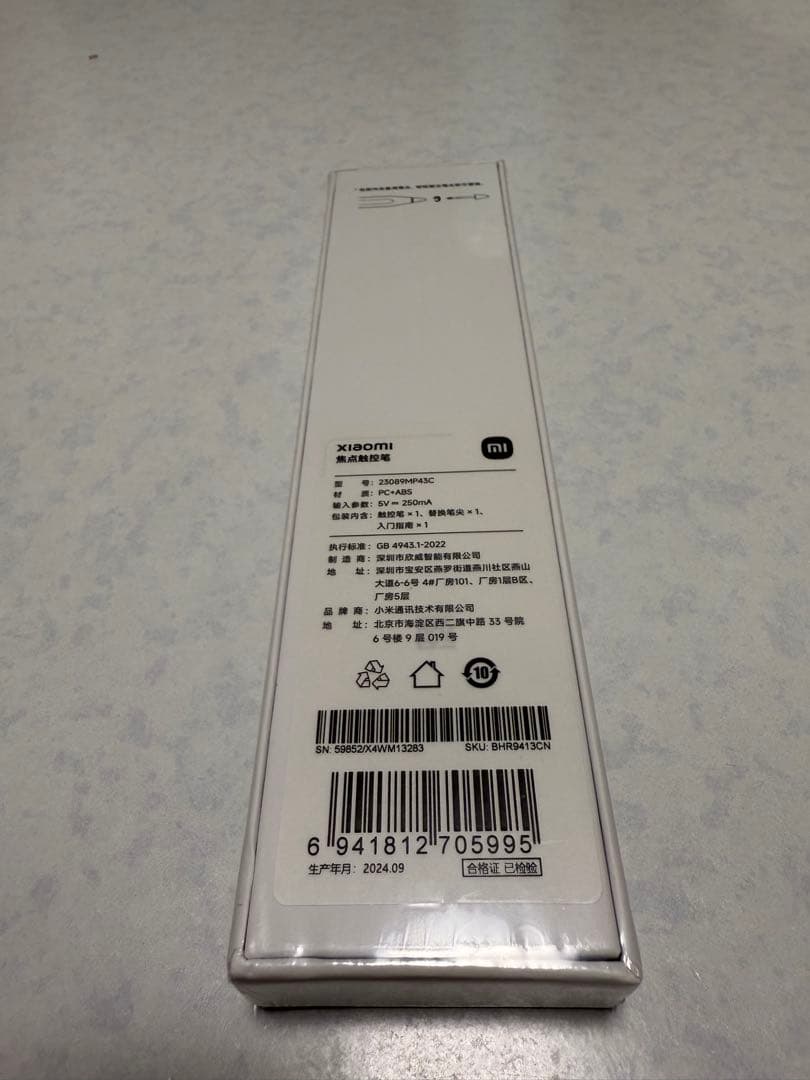 xiaomi
mi
焦点触控笔
型 号：23089MP43C
材 质：PC+ABS
输入参数：5V⎓250mA
包装内含：触控笔×1、替换笔尖×1、
入门指南×1
执行标准：GB 4943.1-2022
制 造 商：深圳市欣威智能有限公司
地 址：深圳市宝安区燕罗街道燕川社区燕山
大道6-6号 4#厂房101、厂房1层B区、
厂房5层
品 牌 商：小米通讯技术有限公司
地 址：北京市海淀区西二旗中路 33 号院
6 号楼 9 层 019 号
10
SN: 59852/X4WM13283 SKU: BHR9413CN
6 941812 705995
生产年月：2024.09 合格证 已检验